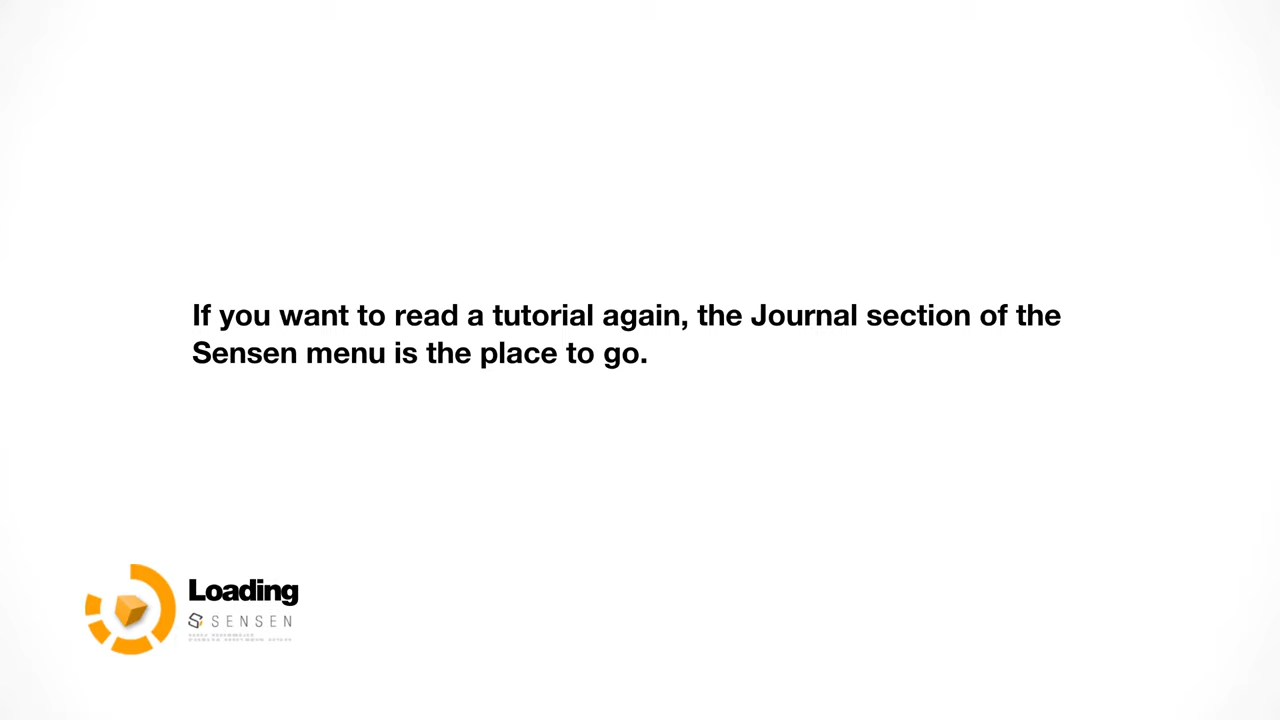 If you want to read a tutorial again, the Journal section of the
Sensen menu is the place to go.
Loading
SENSEN